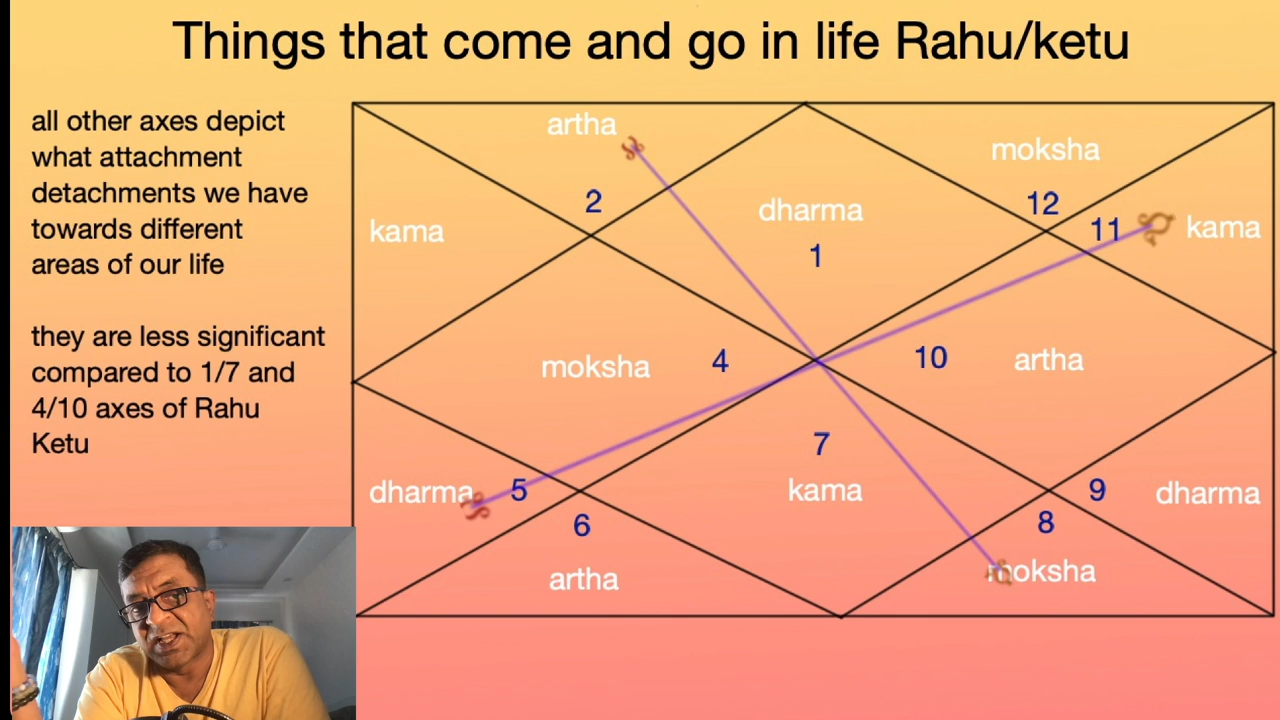 Things that come and go in life Rahu/ketu
all other axes depict
what attachment
detachments we have
towards different
areas of our life
they are less significant
compared to 1/7 and
4/10 axes of Rahu
Ketu
artha
2
kama
dharma
1
moksha
12
11
kama
moksha
4
10
artha
7
kama
dharma
5
6
artha
9
dharma
8
moksha